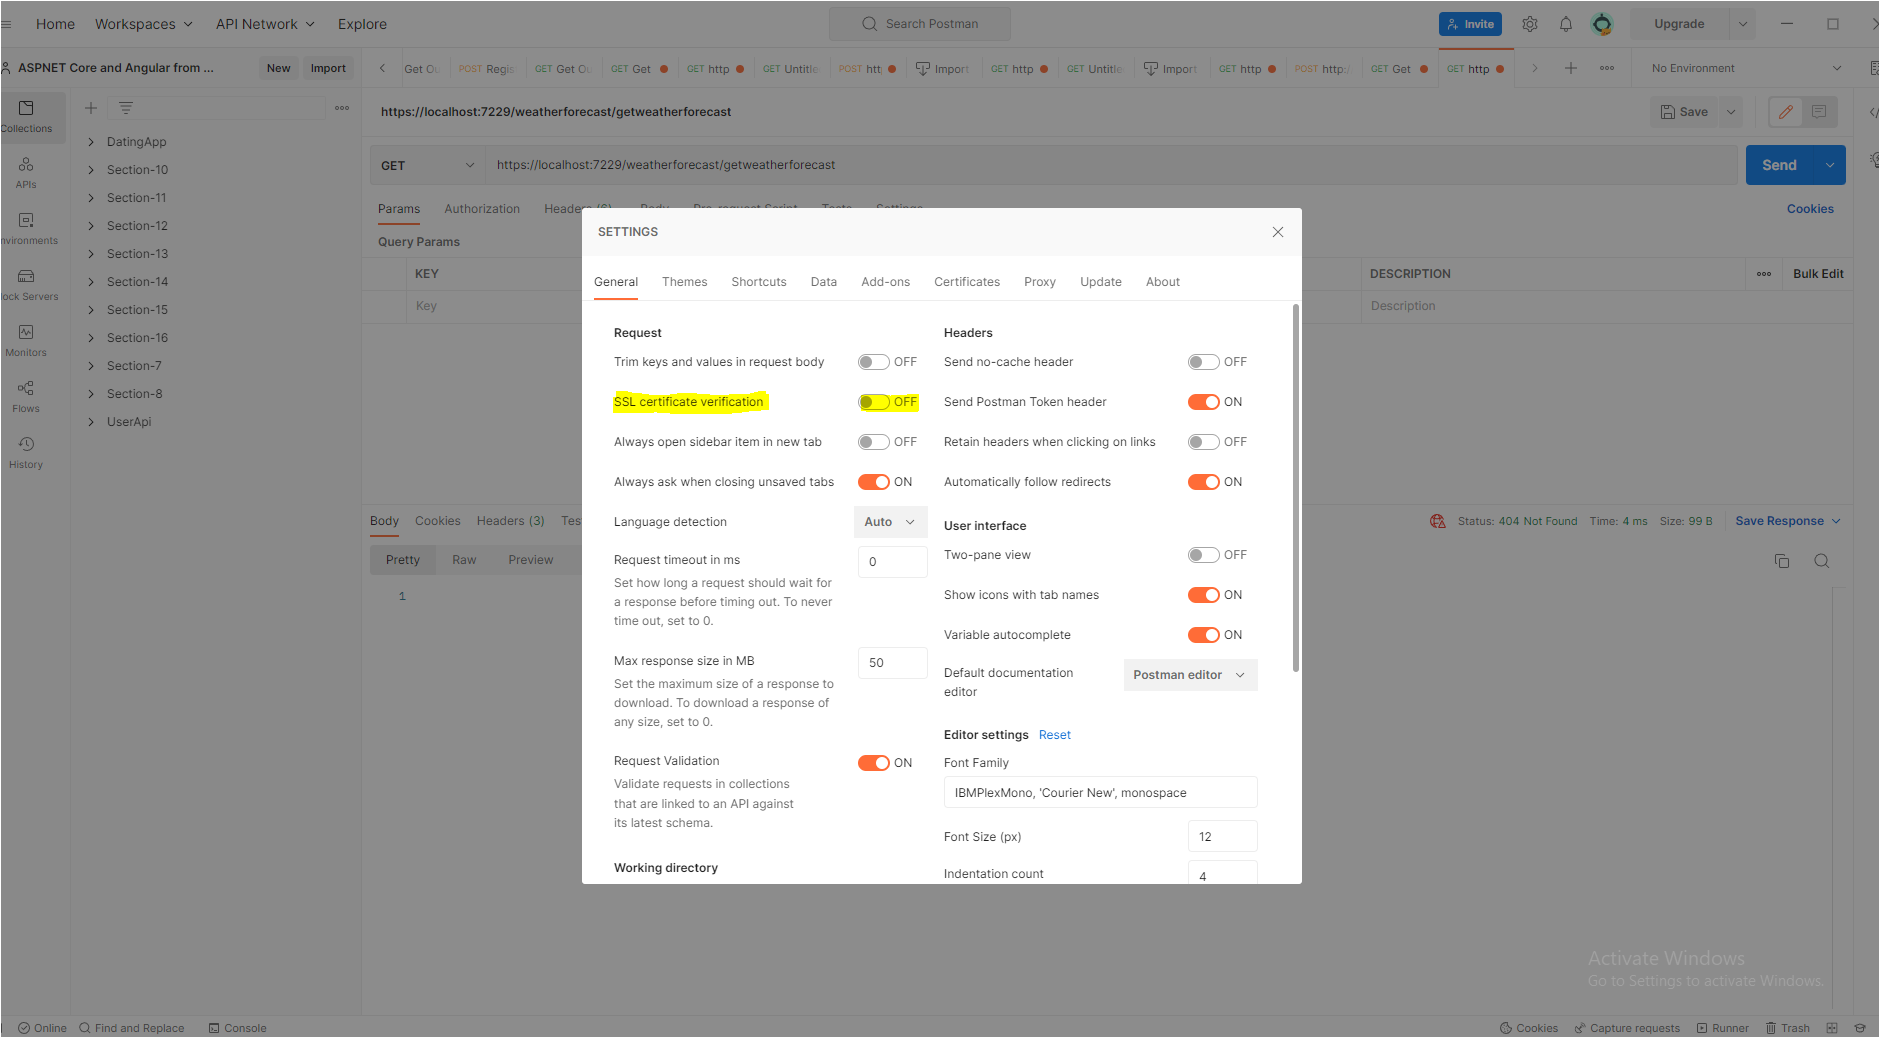 Home Workspaces API Network Explore Search Postman Invite Upgrade
ASPNET Core and Angular from ... New Import
Get Ou POST Regis GET Get Ou GET Get GET http GET Untitle POST htt Import GET http GET Untitle Import GET http POST http:/ GET Get GET http No Environment
Collections
APIs
nvironments
ock Servers
Monitors
Flows
History
DatingApp
Section-10
Section-11
Section-12
Section-13
Section-14
Section-15
Section-16
Section-7
Section-8
UserApi
https://localhost:7229/weatherforecast/getweatherforecast Save
GET https://localhost:7229/weatherforecast/getweatherforecast Send
Params Authorization Headers (6) Body Pre-request Script Tests Settings Cookies
Query Params
KEY DESCRIPTION Bulk Edit
Key Description
SETTINGS
General Themes Shortcuts Data Add-ons Certificates Proxy Update About
Request
Trim keys and values in request body OFF
SSL certificate verification OFF
Always open sidebar item in new tab OFF
Always ask when closing unsaved tabs ON
Language detection Auto
Request timeout in ms 0
Set how long a request should wait for
a response before timing out. To never
time out, set to 0.
Max response size in MB 50
Set the maximum size of a response to
download. To download a response of
any size, set to 0.
Request Validation ON
Validate requests in collections
that are linked to an API against
its latest schema.
Working directory
Headers
Send no-cache header OFF
Send Postman Token header ON
Retain headers when clicking on links OFF
Automatically follow redirects ON
User interface
Two-pane view OFF
Show icons with tab names ON
Variable autocomplete ON
Default documentation
editor Postman editor
Editor settings Reset
Font Family
IBMPlexMono, 'Courier New', monospace
Font Size (px) 12
Indentation count 4
Body Cookies Headers (3) Tes Status: 404 Not Found Time: 4 ms Size: 99 B Save Response
Pretty Raw Preview
1
Activate Windows
Go to Settings to activate Windows.
Online Find and Replace Console Cookies Capture requests Runner Trash